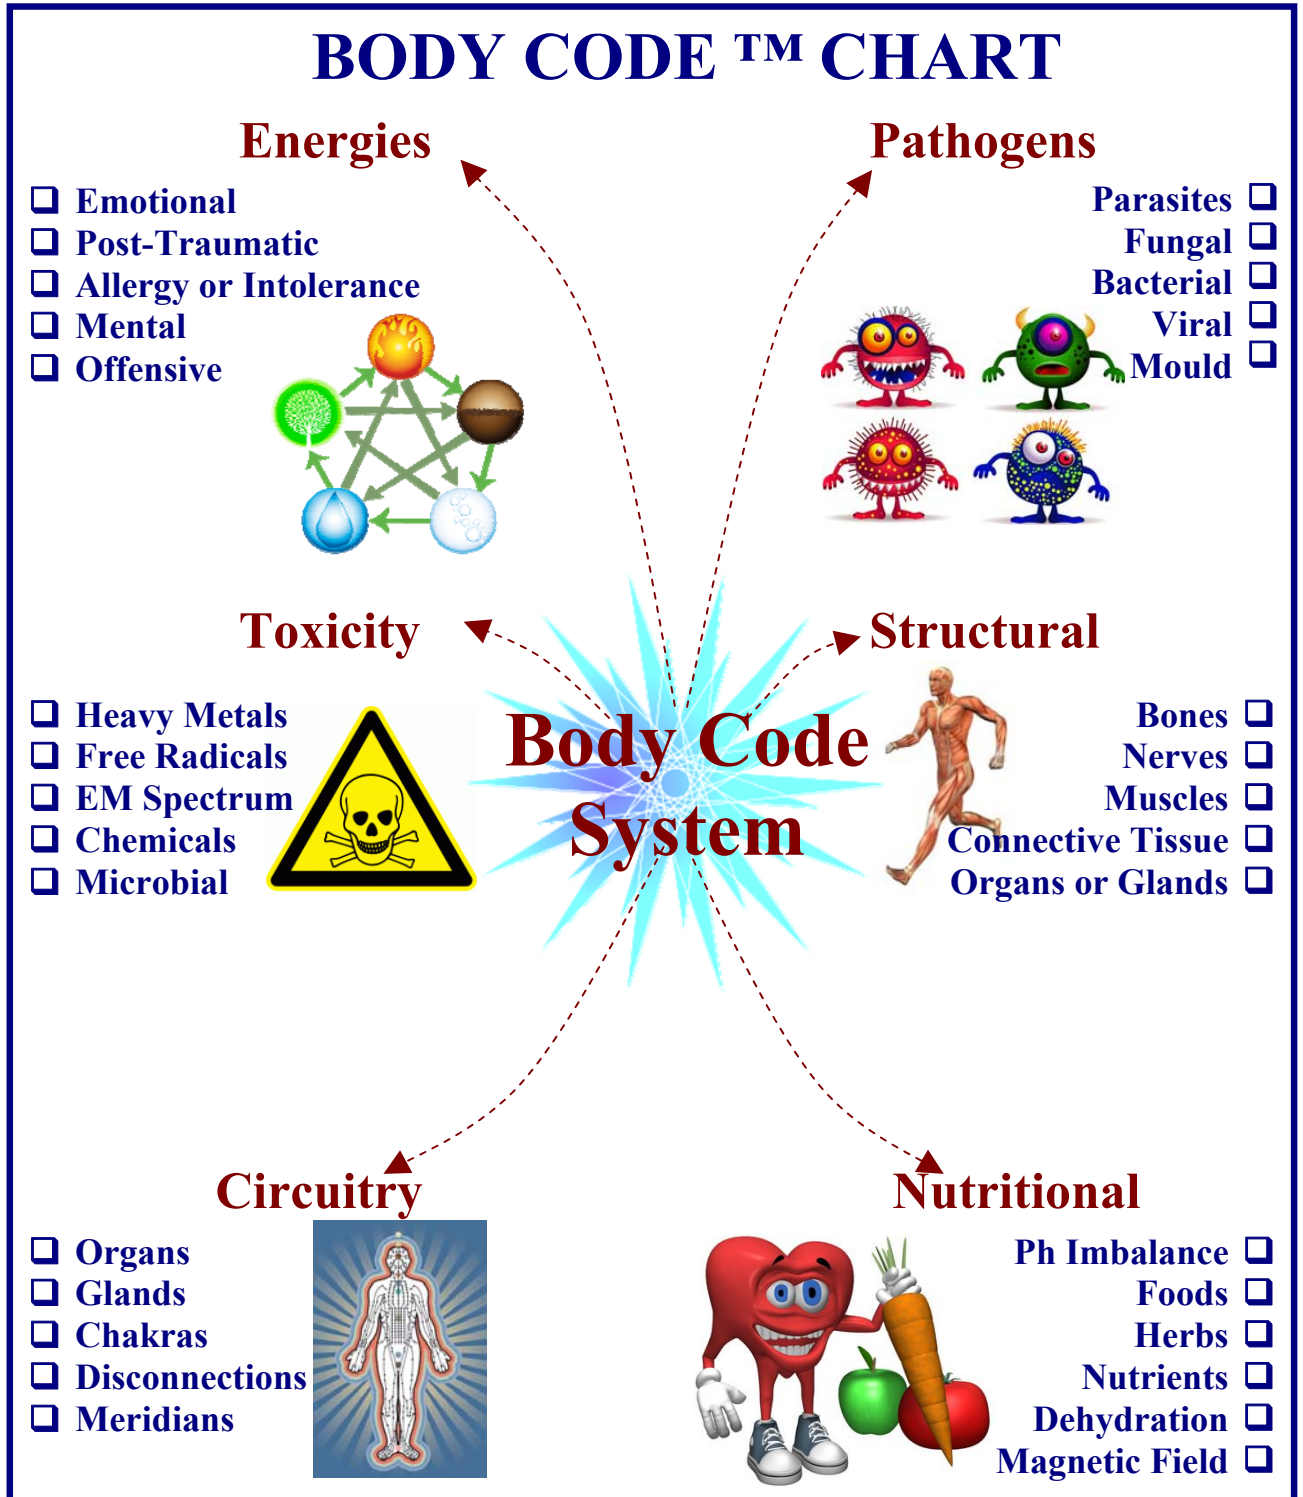 BODY CODE ™ CHART
Energies
Emotional
Post-Traumatic
Allergy or Intolerance
Mental
Offensive
Pathogens
Parasites
Fungal
Bacterial
Viral
Mould
Body Code
System
Toxicity
Heavy Metals
Free Radicals
EM Spectrum
Chemicals
Microbial
Structural
Bones
Nerves
Muscles
Connective Tissue
Organs or Glands
Circuitry
Organs
Glands
Chakras
Disconnections
Meridians
Nutritional
Ph Imbalance
Foods
Herbs
Nutrients
Dehydration
Magnetic Field